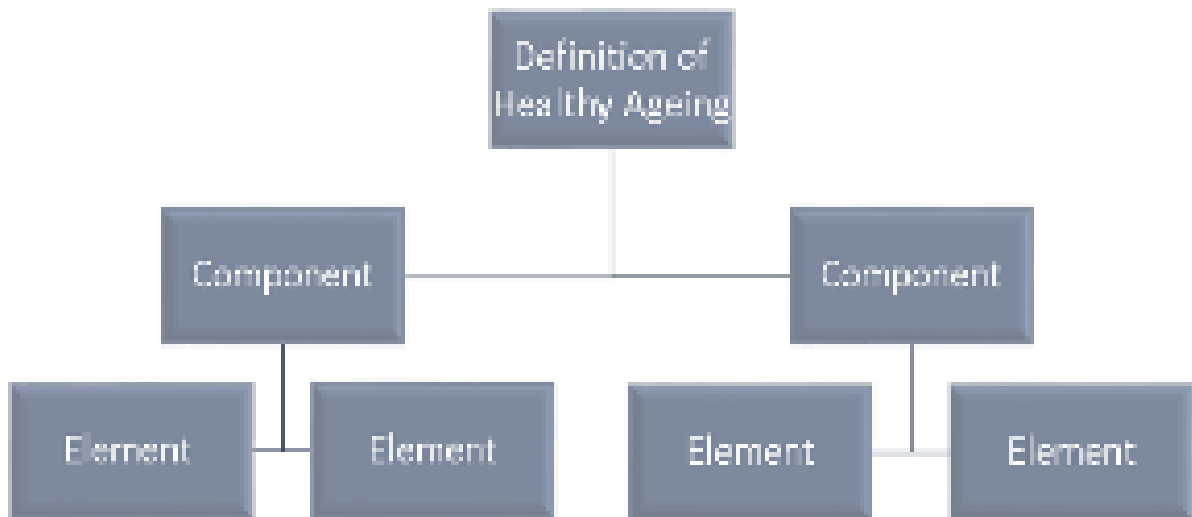 Definition of
Healthy Ageing
Component
Component
Element
Element
Element
Element